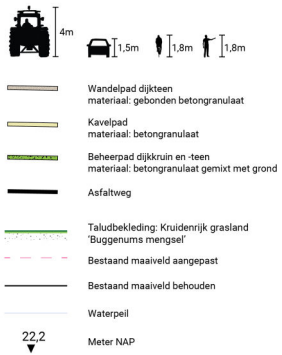 4m
1,5m
1,8m
1,8m
Wandelpad dijkteen
materiaal: gebonden betongranulaat
Kavelpad
materiaal: betongranulaat
Beheerpad dijkkruin en -teen
materiaal: betongranulaat gemixt met grond
Asfaltweg
Taludbekleding: Kruidenrijk grasland
'Buggenums mengsel'
Bestaand maaiveld aangepast
Bestaand maaiveld behouden
Waterpeil
22,2
Meter NAP